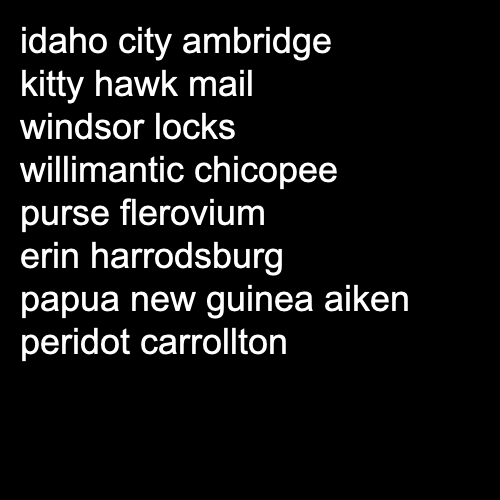 idaho city ambridge
kitty hawk mail
windsor locks
willimantic chicopee
purse flerovium
erin harrodsburg
papua new guinea aiken
peridot carrollton